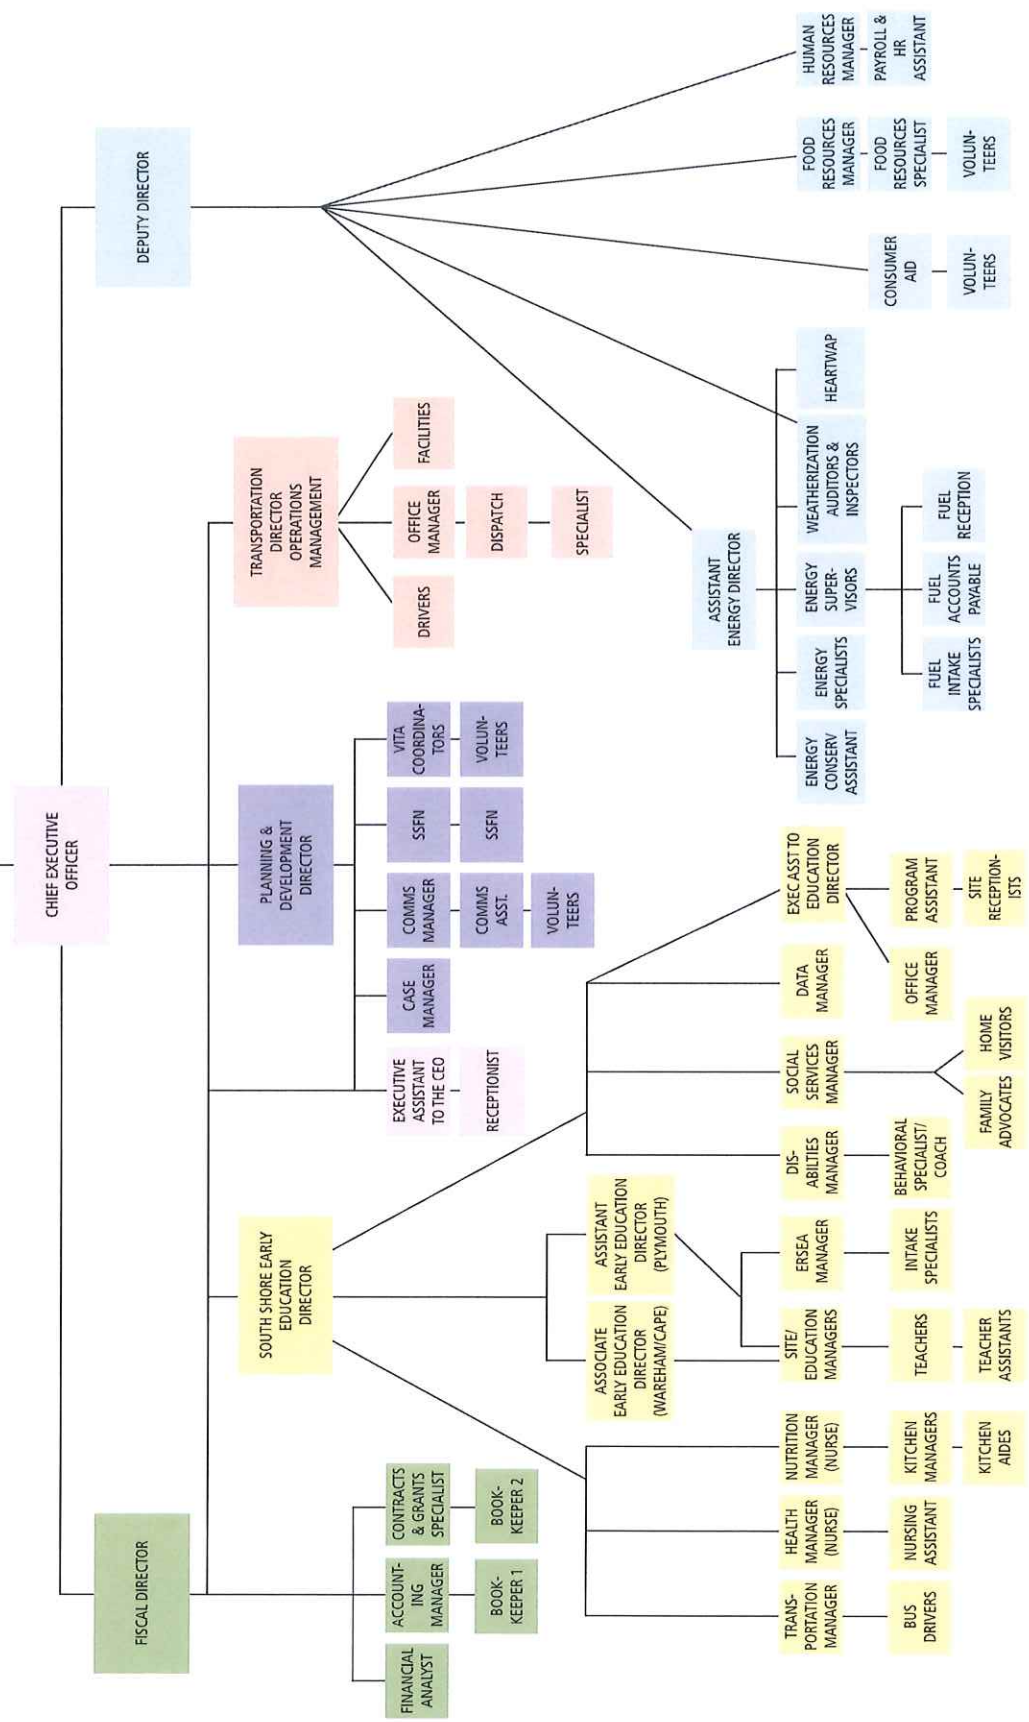 CHIEF EXECUTIVE
OFFICER
FISCAL DIRECTOR
DEPUTY DIRECTOR
SOUTH SHORE EARLY
EDUCATION
DIRECTOR
PLANNING &
DEVELOPMENT
DIRECTOR
TRANSPORTATION
DIRECTOR
OPERATIONS
MANAGEMENT
FINANCIAL
ANALYST
ACCOUNT-
ING
MANAGER
CONTRACTS
& GRANTS
SPECIALIST
BOOK-
KEEPER 1
BOOK-
KEEPER 2
EXECUTIVE
ASSISTANT
TO THE CEO
RECEPTIONIST
CASE
MANAGER
COMMS
MANAGER
SSFN
VITA
COORDINA-
TORS
COMMS
ASST.
SSFN
VOLUN-
TEERS
VOLUN-
TEERS
DRIVERS
OFFICE
MANAGER
FACILITIES
DISPATCH
SPECIALIST
ASSOCIATE
EARLY EDUCATION
DIRECTOR
(WAREHAM/CAPE)
ASSISTANT
EARLY EDUCATION
DIRECTOR
(PLYMOUTH)
TRANS-
PORTATION
MANAGER
HEALTH
MANAGER
(NURSE)
NUTRITION
MANAGER
(NURSE)
SITE/
EDUCATION
MANAGERS
ERSEA
MANAGER
DIS-
ABILTIES
MANAGER
SOCIAL
SERVICES
MANAGER
DATA
MANAGER
EXEC ASST TO
EDUCATION
DIRECTOR
BUS
DRIVERS
NURSING
ASSISTANT
KITCHEN
MANAGERS
TEACHERS
INTAKE
SPECIALISTS
BEHAVIORAL
SPECIALIST/
COACH
OFFICE
MANAGER
PROGRAM
ASSISTANT
KITCHEN
AIDES
TEACHER
ASSISTANTS
FAMILY
ADVOCATES
HOME
VISITORS
SITE
RECEPTION-
ISTS
ASSISTANT
ENERGY DIRECTOR
ENERGY
CONSERV
ASSISTANT
ENERGY
SPECIALISTS
ENERGY
SUPER-
VISORS
WEATHERIZATION
AUDITORS &
INSPECTORS
HEARTWAP
FUEL
INTAKE
SPECIALISTS
FUEL
ACCOUNTS
PAYABLE
FUEL
RECEPTION
CONSUMER
AID
VOLUN-
TEERS
FOOD
RESOURCES
MANAGER
FOOD
RESOURCES
SPECIALIST
VOLUN-
TEERS
HUMAN
RESOURCES
MANAGER
PAYROLL &
HR
ASSISTANT